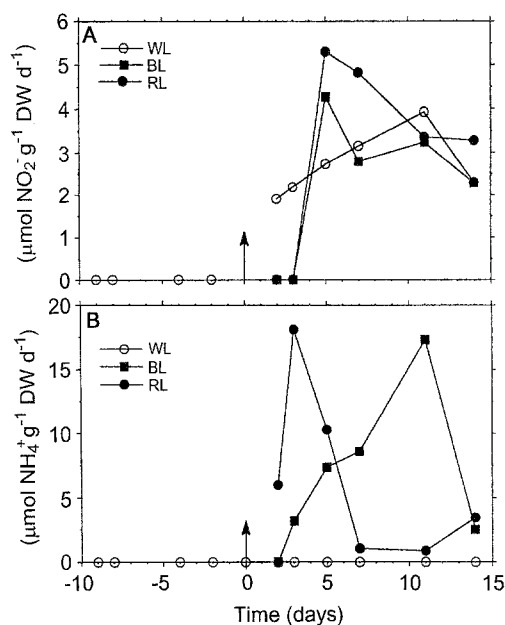 A
WL
BL
RL
6
5
4
3
2
1
0
(μmol NO₂⁻ g⁻¹ DW d⁻¹)
B
WL
BL
RL
20
15
10
5
0
(μmol NH₄⁺ g⁻¹ DW d⁻¹)
-10 -5 0 5 10 15
Time (days)